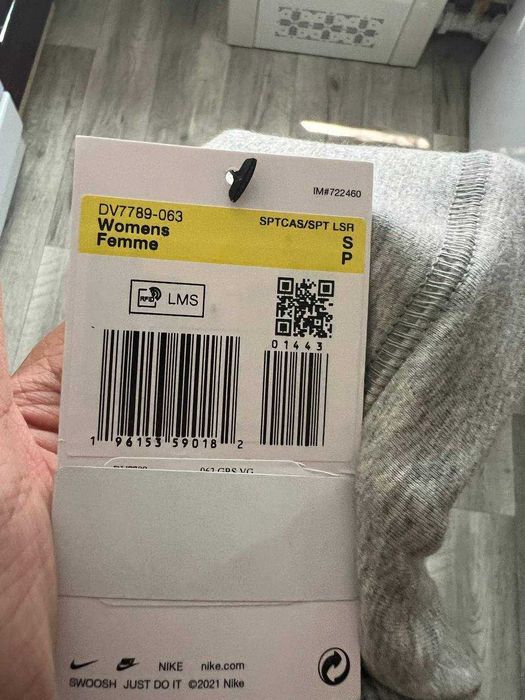 IM#722460
DV7789-063
Womens
Femme
SPTCAS/SPT LSR
S
P
RFID LMS
01443
1 96153 59018 2
063 GRS VG
NIKE nike.com
SWOOSH JUST DO IT ©2021 Nike